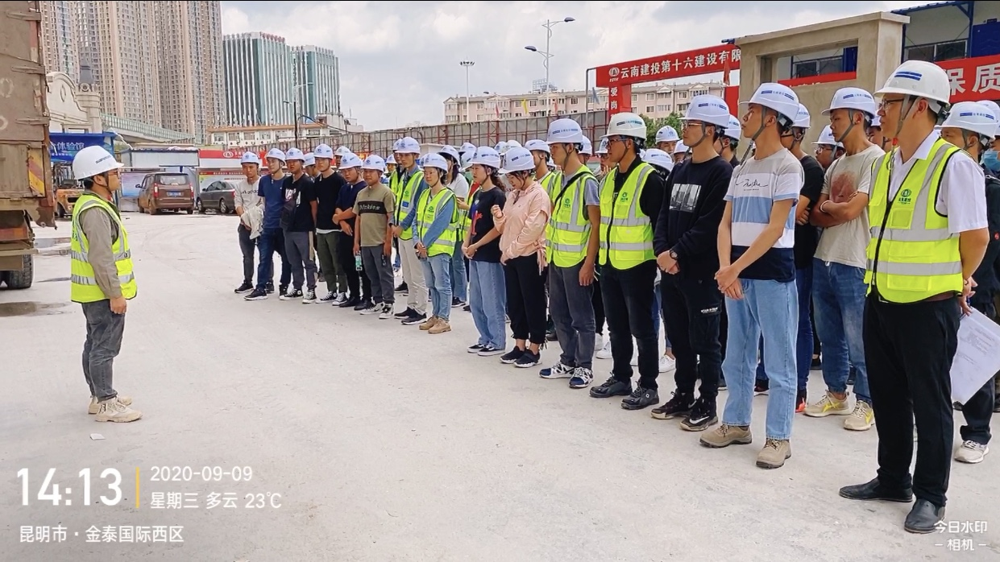 云南建投第十六建设有限
爱岗
保质
体验馆
14:13
2020-09-09
星期三 多云 23℃
昆明市·金泰国际西区
今日水印
-相机-